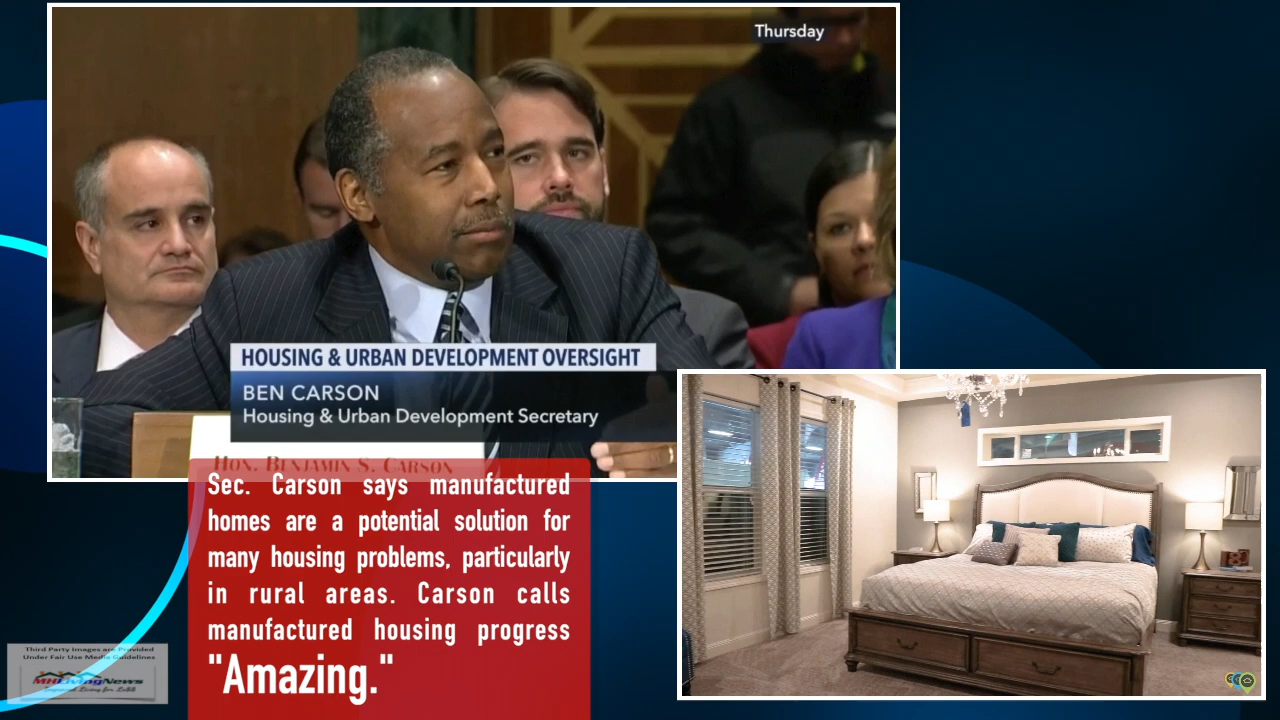 Thursday
HOUSING & URBAN DEVELOPMENT OVERSIGHT
BEN CARSON
Housing & Urban Development Secretary
HON. BENJAMIN S. CARSON
Sec. Carson says manufactured
homes are a potential solution for
many housing problems, particularly
in rural areas. Carson calls
manufactured housing progress
"Amazing."
Third Party Images are Provided
Under Fair Use Media Guidelines
MHLivingNews